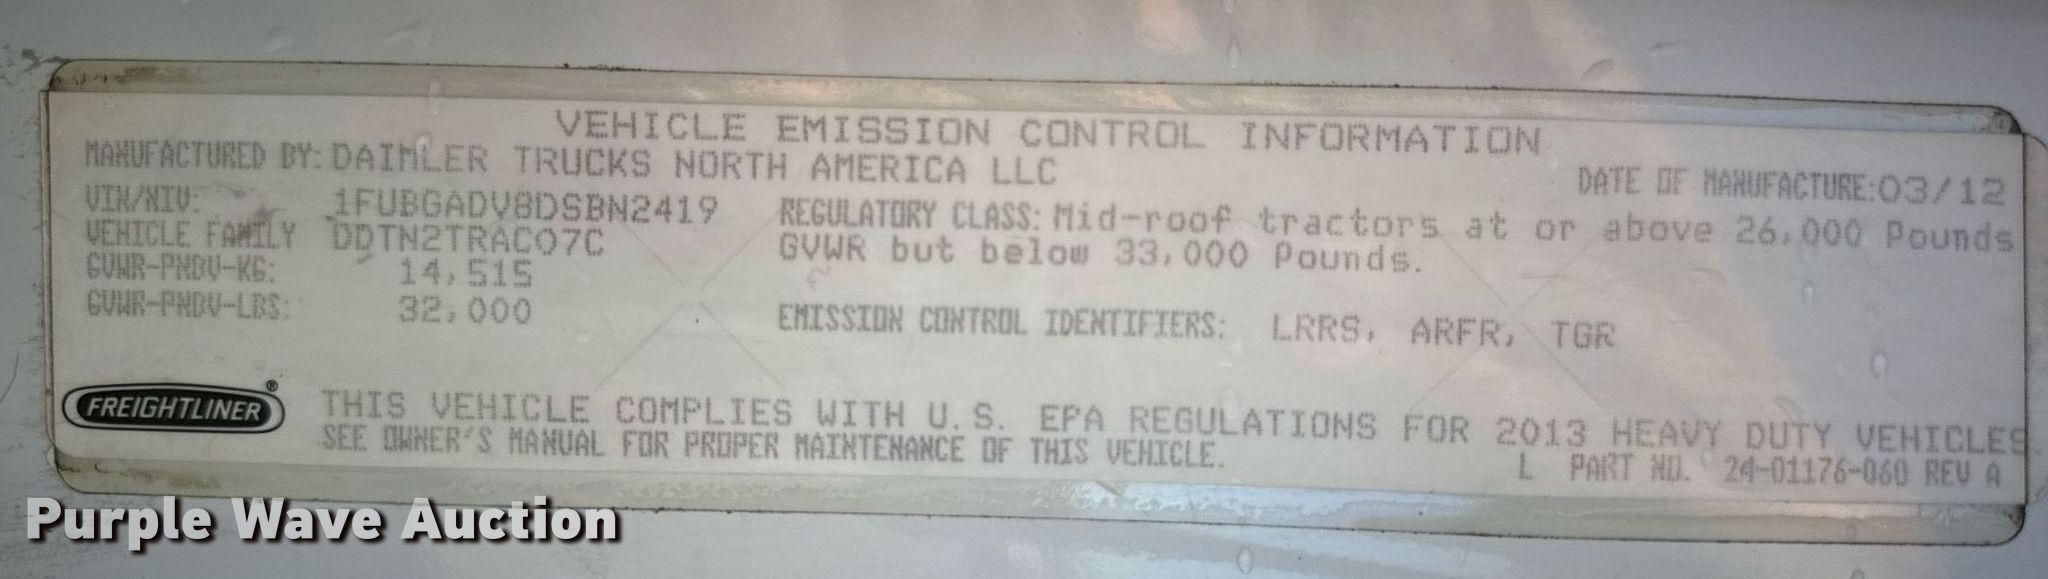 VEHICLE EMISSION CONTROL INFORMATION
MANUFACTURED BY: DAIMLER TRUCKS NORTH AMERICA LLC
DATE OF MANUFACTURE: 03/12
VIN/NIV: 1FUBGADV8DSBN2419
REGULATORY CLASS: Mid-roof tractors at or above 26,000 Pounds
VEHICLE FAMILY DDTN2TRAC07C
GVWR but below 33,000 Pounds.
GVWR-PNBV-KG: 14,515
GVWR-PNBV-LBS: 32,000
EMISSION CONTROL IDENTIFIERS: LRRS, ARFR, TGR
FREIGHTLINER®
THIS VEHICLE COMPLIES WITH U.S. EPA REGULATIONS FOR 2013 HEAVY DUTY VEHICLES.
SEE OWNER'S MANUAL FOR PROPER MAINTENANCE OF THIS VEHICLE.
L PART NO. 24-01176-060 REV A
Purple Wave Auction